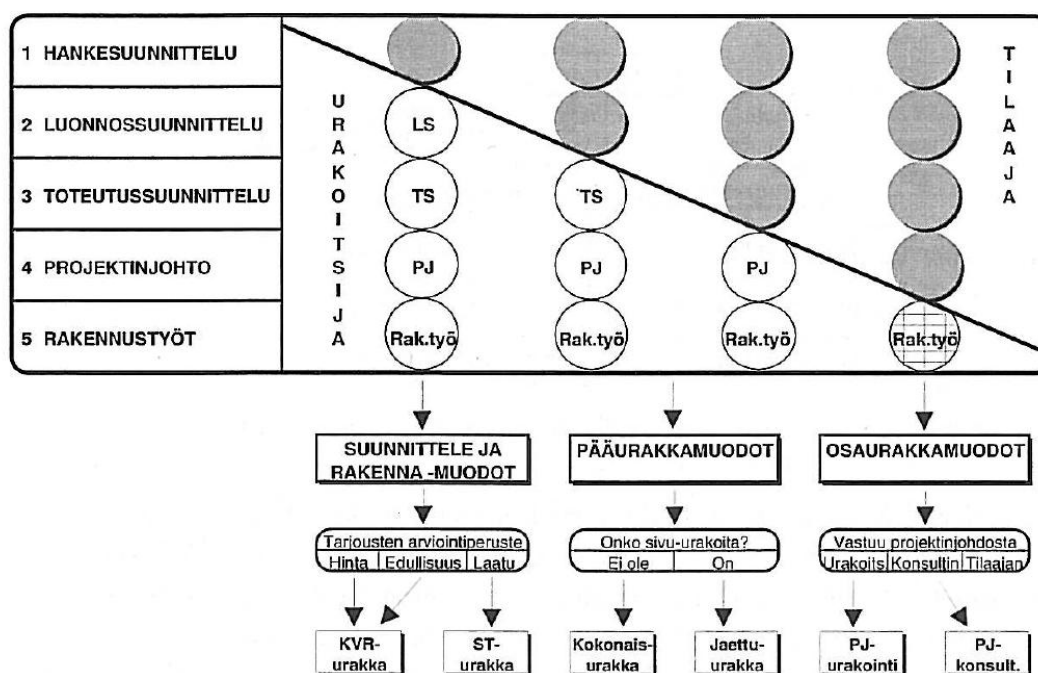 1 HANKESUUNNITTELU
2 LUONNOSSUUNNITTELU
3 TOTEUTUSSUUNNITTELU
4 PROJEKTINJOHTO
5 RAKENNUSTYÖT
URAKOITSIJA
TILAAJA
LS
TS
TS
PJ
PJ
PJ
Rak.työ
Rak.työ
Rak.työ
Rak.työ
SUUNNITTELE JA
RAKENNA -MUODOT
PÄÄURAKKAMUODOT
OSAURAKKAMUODOT
Tarjousten arviointiperuste
Hinta Edullisuus Laatu
Onko sivu-urakoita?
Ei ole On
Vastuu projektinjohdosta
Urakoits Konsultin Tilaajan
KVR-
urakka
ST-
urakka
Kokonais-
urakka
Jaettu-
urakka
PJ-
urakointi
PJ-
konsult.